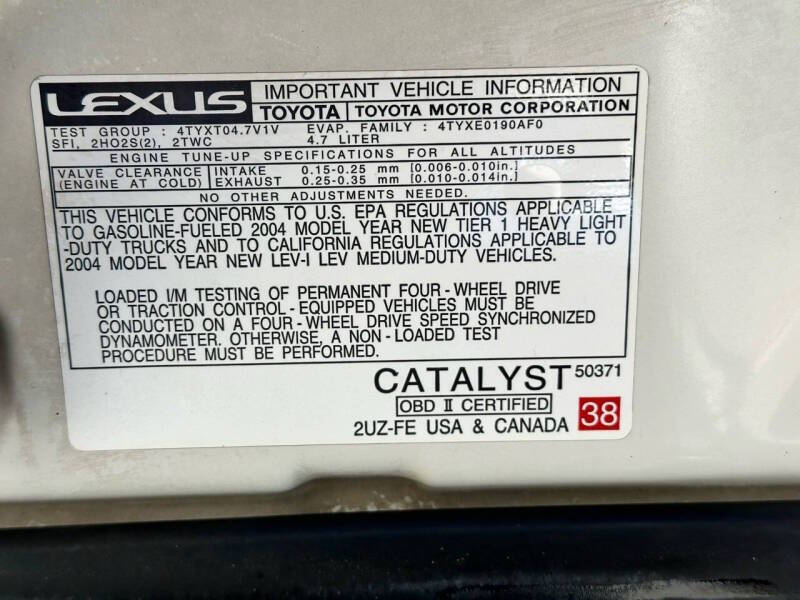 LEXUS IMPORTANT VEHICLE INFORMATION
TOYOTA TOYOTA MOTOR CORPORATION
TEST GROUP : 4TYXT04.7V1V EVAP. FAMILY : 4TYXE0190AF0
SFI, 2HO2S(2), 2TWC 4.7 LITER
ENGINE TUNE-UP SPECIFICATIONS FOR ALL ALTITUDES
VALVE CLEARANCE INTAKE 0.15-0.25 mm [0.006-0.010in.]
(ENGINE AT COLD) EXHAUST 0.25-0.35 mm [0.010-0.014in.]
NO OTHER ADJUSTMENTS NEEDED.
THIS VEHICLE CONFORMS TO U.S. EPA REGULATIONS APPLICABLE
TO GASOLINE-FUELED 2004 MODEL YEAR NEW TIER 1 HEAVY LIGHT
-DUTY TRUCKS AND TO CALIFORNIA REGULATIONS APPLICABLE TO
2004 MODEL YEAR NEW LEV-I LEV MEDIUM-DUTY VEHICLES.
LOADED I/M TESTING OF PERMANENT FOUR-WHEEL DRIVE
OR TRACTION CONTROL-EQUIPPED VEHICLES MUST BE
CONDUCTED ON A FOUR-WHEEL DRIVE SPEED SYNCHRONIZED
DYNAMOMETER. OTHERWISE, A NON-LOADED TEST
PROCEDURE MUST BE PERFORMED.
CATALYST 50371
OBD II CERTIFIED 38
2UZ-FE USA & CANADA